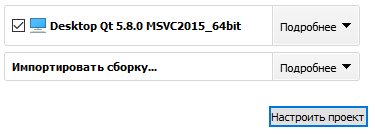 Desktop Qt 5.8.0 MSVC2015_64bit Подробнее
Импортировать сборку... Подробнее
Настроить проект